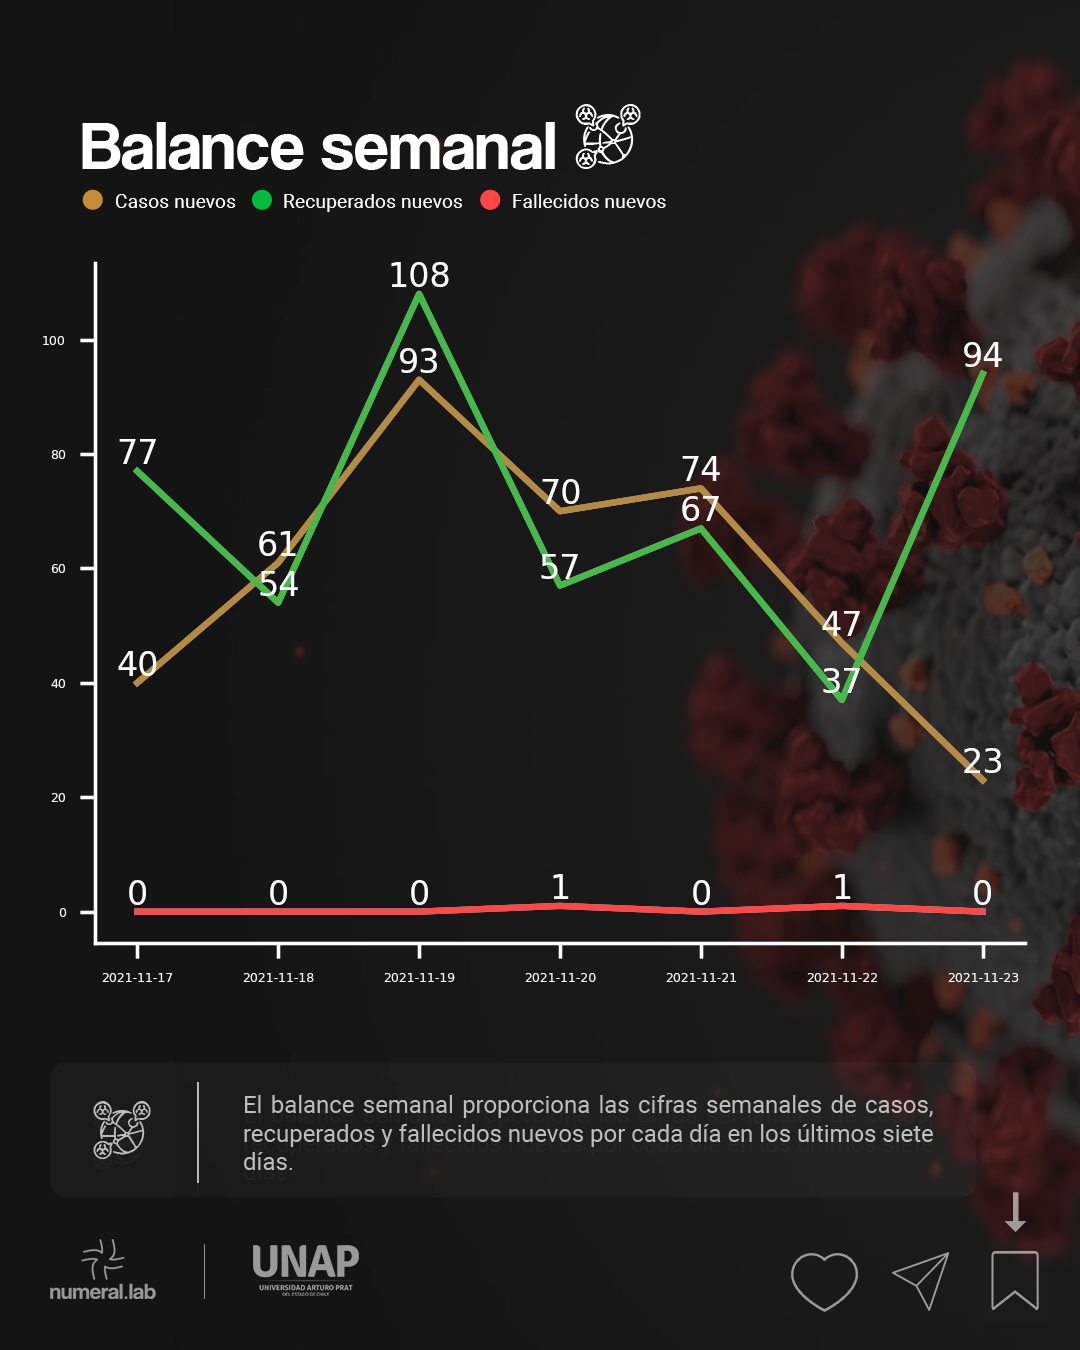 Balance semanal
Casos nuevos Recuperados nuevos Fallecidos nuevos
108
100
93
94
80
77
74
70
67
61
60
57
54
47
40
40
37
23
20
0 0 0 1 0 1 0
0
2021-11-17 2021-11-18 2021-11-19 2021-11-20 2021-11-21 2021-11-22 2021-11-23
El balance semanal proporciona las cifras semanales de casos,
recuperados y fallecidos nuevos por cada día en los últimos siete
días.
numeral.lab
UNAP
UNIVERSIDAD ARTURO PRAT
DEL ESTADO DE CHILE